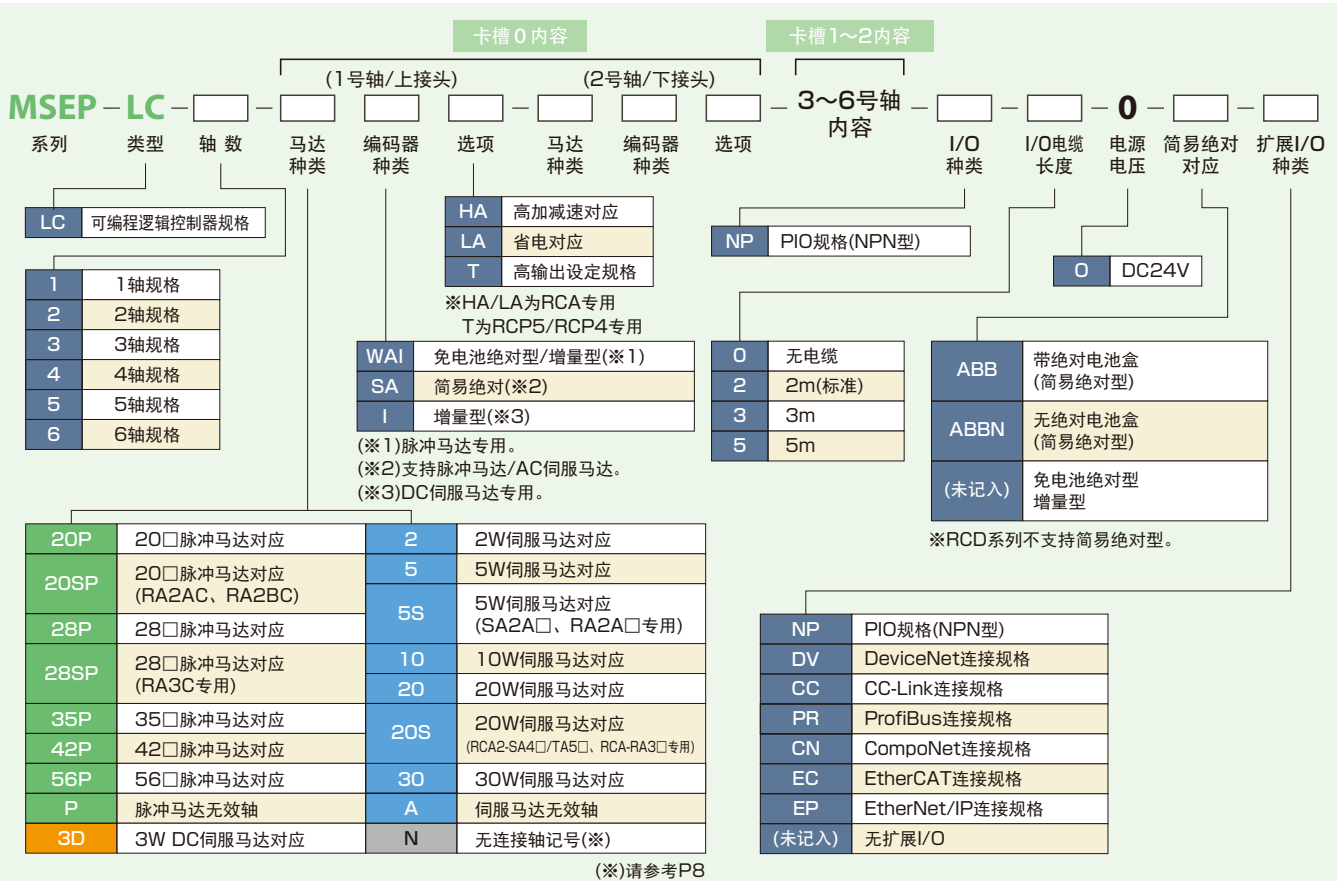 卡槽0内容
卡槽1～2内容
(1号轴/上接头)
(2号轴/下接头)
MSEP－LC－□－□□□－□□□－3～6号轴内容－□－□－0－□－□
系列
类型
轴 数
马达种类
编码器种类
选项
马达种类
编码器种类
选项
I/O种类
I/O电缆长度
电源电压
简易绝对对应
扩展I/O种类
LC 可编程逻辑控制器规格
1 1轴规格
2 2轴规格
3 3轴规格
4 4轴规格
5 5轴规格
6 6轴规格
HA 高加减速对应
LA 省电对应
T 高输出设定规格
※HA/LA为RCA专用
T为RCP5/RCP4专用
WAI 免电池绝对型/增量型(※1)
SA 简易绝对(※2)
I 增量型(※3)
(※1)脉冲马达专用。
(※2)支持脉冲马达/AC伺服马达。
(※3)DC伺服马达专用。
NP PIO规格(NPN型)
0 无电缆
2 2m(标准)
3 3m
5 5m
0 DC24V
ABB 带绝对电池盒
(简易绝对型)
ABBN 无绝对电池盒
(简易绝对型)
(未记入) 免电池绝对型
增量型
※RCD系列不支持简易绝对型。
20P 20□脉冲马达对应
20SP 20□脉冲马达对应
(RA2AC、RA2BC)
28P 28□脉冲马达对应
28SP 28□脉冲马达对应
(RA3C专用)
35P 35□脉冲马达对应
42P 42□脉冲马达对应
56P 56□脉冲马达对应
P 脉冲马达无效轴
3D 3W DC伺服马达对应
2 2W伺服马达对应
5 5W伺服马达对应
5S 5W伺服马达对应
(SA2A□、RA2A□专用)
10 10W伺服马达对应
20 20W伺服马达对应
20S 20W伺服马达对应
(RCA2-SA4□/TA5□、RCA-RA3□专用)
30 30W伺服马达对应
A 伺服马达无效轴
N 无连接轴记号(※)
(※)请参考P8
NP PIO规格(NPN型)
DV DeviceNet连接规格
CC CC-Link连接规格
PR ProfiBus连接规格
CN CompoNet连接规格
EC EtherCAT连接规格
EP EtherNet/IP连接规格
(未记入) 无扩展I/O